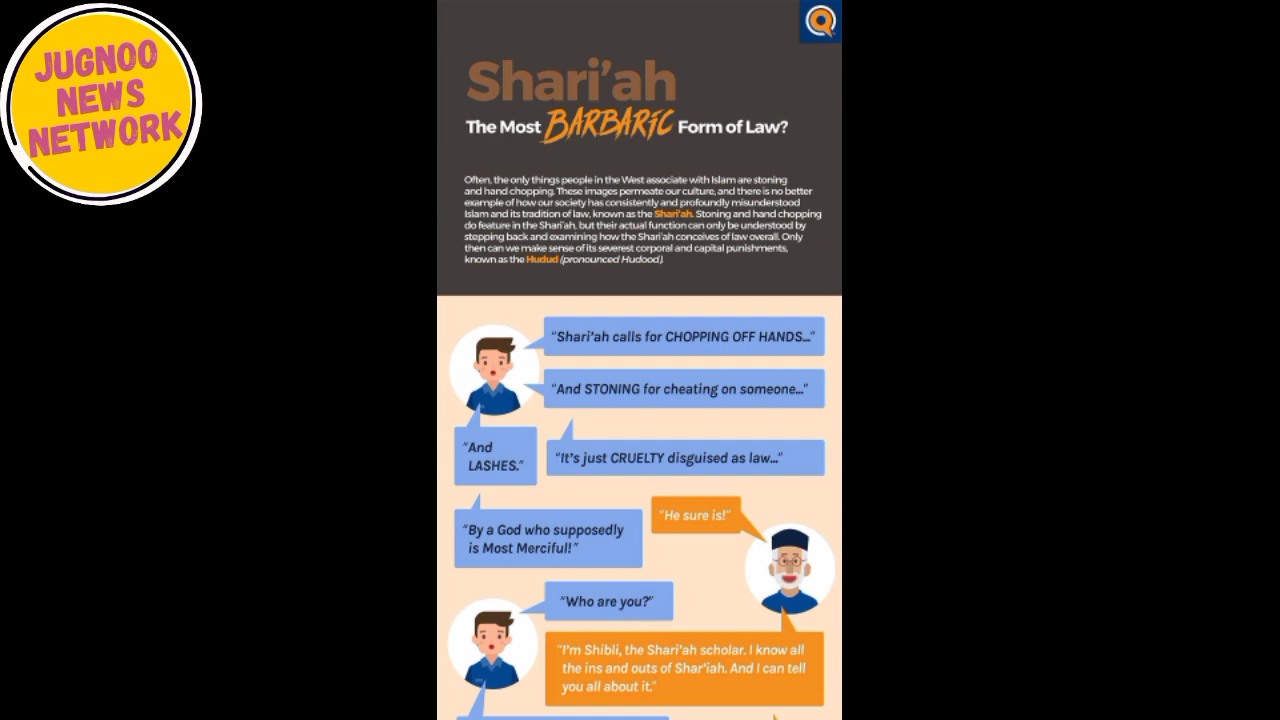 JUGNOO
NEWS
NETWORK
Shari'ah
The Most BARBARIC Form of Law?
Often, the only things people in the West associate with Islam are stoning
and hand chopping. These images permeate our culture, and there is no better
example of how our society has consistently and profoundly misunderstood
Islam and its tradition of law, known as the Shari'ah. Stoning and hand chopping
do feature in the Shari'ah, but their actual function can only be understood by
stepping back and examining how the Shari'ah conceives of law overall. Only
then can we make sense of its severest corporal and capital punishments,
known as the Hudud (pronounced Hudood).
"Shari'ah calls for CHOPPING OFF HANDS..."
"And STONING for cheating on someone..."
"And
LASHES."
"It's just CRUELTY disguised as law..."
"By a God who supposedly
is Most Merciful!"
"He sure is!"
"Who are you?"
"I'm Shibli, the Shari'ah scholar. I know all
the ins and outs of Shar'iah. And I can tell
you all about it."